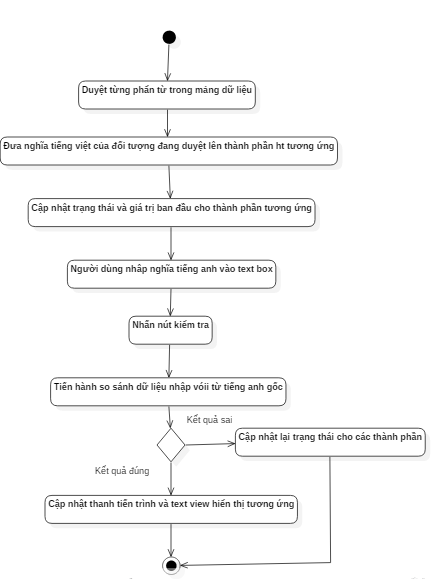 Duyệt từng phần từ trong mảng dữ liệu
Đưa nghĩa tiếng việt của đối tượng đang duyệt lên thành phần ht tương ứng
Cập nhật trạng thái và giá trị ban đầu cho thành phần tương ứng
Người dùng nhập nghĩa tiếng anh vào text box
Nhấn nút kiểm tra
Tiến hành so sánh dữ liệu nhập vóii từ tiếng anh gốc
Kết quả sai
Cập nhật lại trạng thái cho các thành phần
Kết quả đúng
Cập nhật thanh tiến trình và text view hiển thị tương ứng